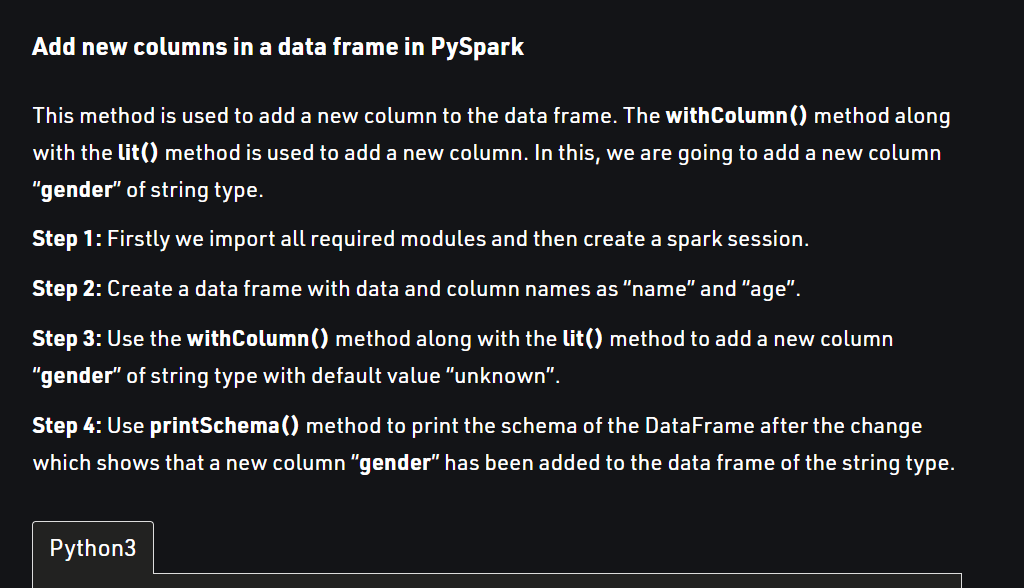 Add new columns in a data frame in PySpark
This method is used to add a new column to the data frame. The withColumn() method along
with the lit() method is used to add a new column. In this, we are going to add a new column
“gender” of string type.
Step 1: Firstly we import all required modules and then create a spark session.
Step 2: Create a data frame with data and column names as “name” and “age”.
Step 3: Use the withColumn() method along with the lit() method to add a new column
“gender” of string type with default value “unknown”.
Step 4: Use printSchema() method to print the schema of the DataFrame after the change
which shows that a new column “gender” has been added to the data frame of the string type.
Python3